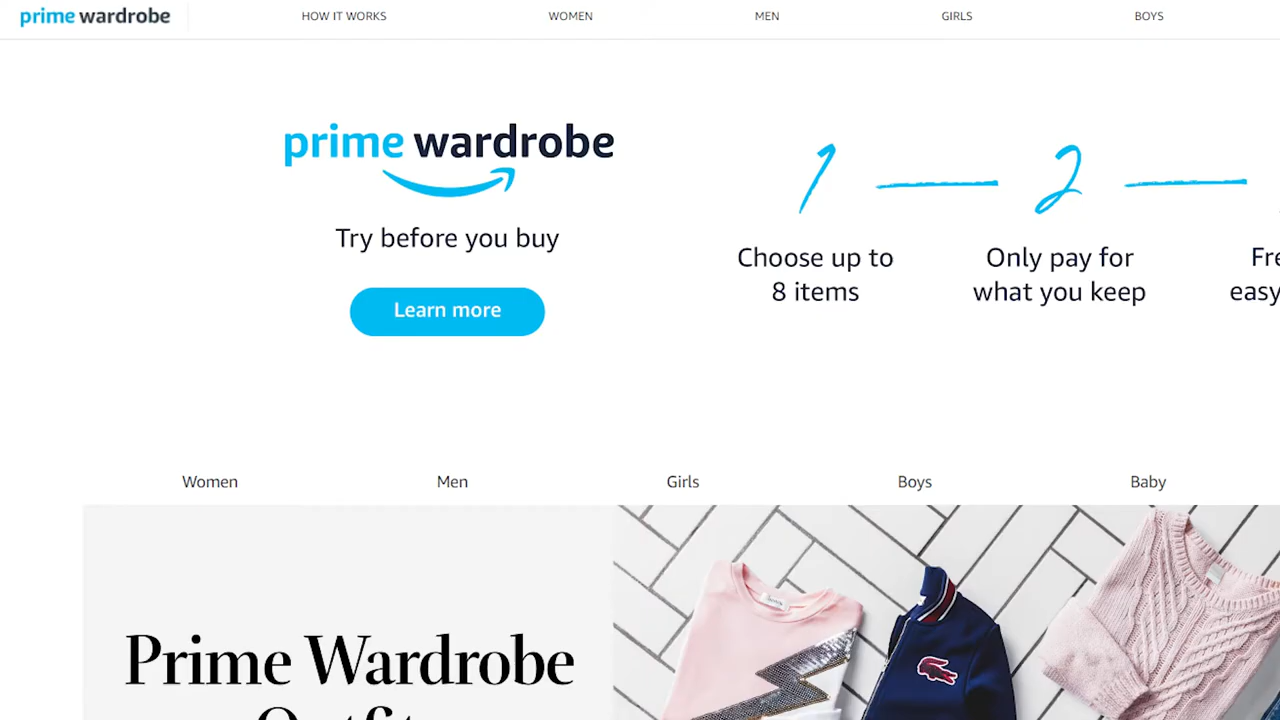 prime wardrobe
HOW IT WORKS
WOMEN
MEN
GIRLS
BOYS
prime wardrobe
Try before you buy
Learn more
1
2
Choose up to
8 items
Only pay for
what you keep
easy
Women
Men
Girls
Boys
Baby
Prime Wardrobe